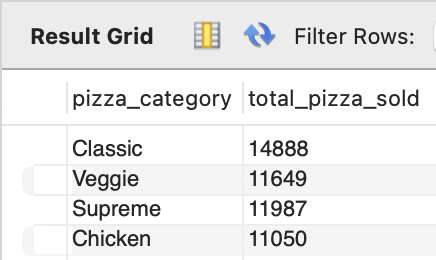 Result Grid Filter Rows:
pizza_category total_pizza_sold
Classic 14888
Veggie 11649
Supreme 11987
Chicken 11050